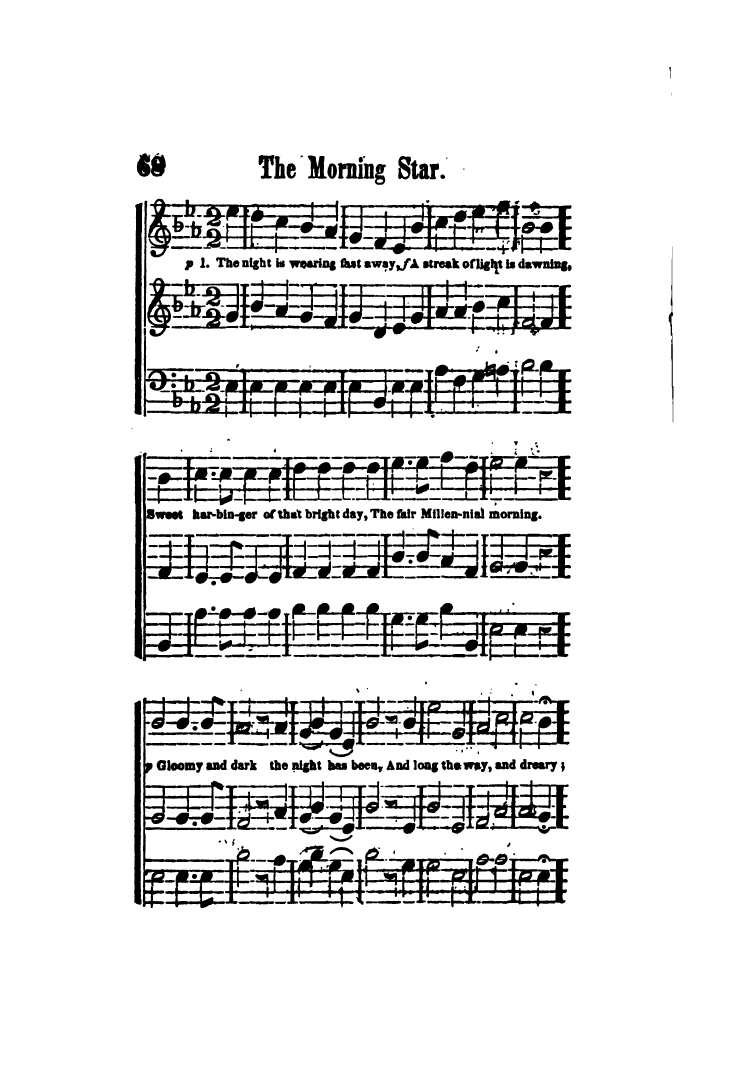 68 The Morning Star.
p 1. The night is wearing fast away, f A streak of light is dawning,
Sweet har-bin-ger of that bright day, The fair Millen-nial morning.
p Gloomy and dark the night has been, And long the way, and dreary;